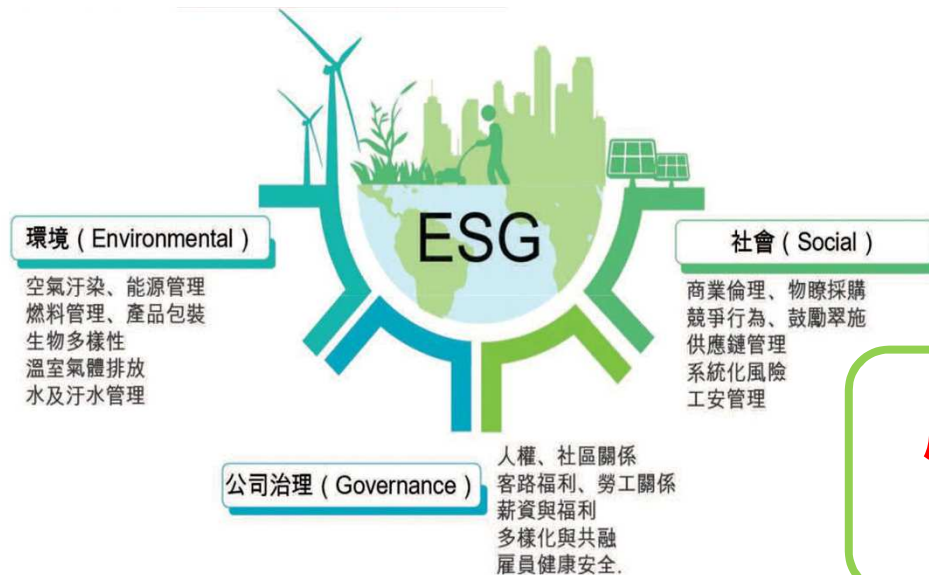 ESG
環境（Environmental）
空氣汙染、能源管理
燃料管理、產品包裝
生物多樣性
溫室氣體排放
水及汙水管理
社會（Social）
商業倫理、物瞭採購
競爭行為、鼓勵翠施
供應鏈管理
系統化風險
工安管理
公司治理（Governance）
人權、社區關係
客路福利、勞工關係
薪資與福利
多樣化與共融
雇員健康安全.